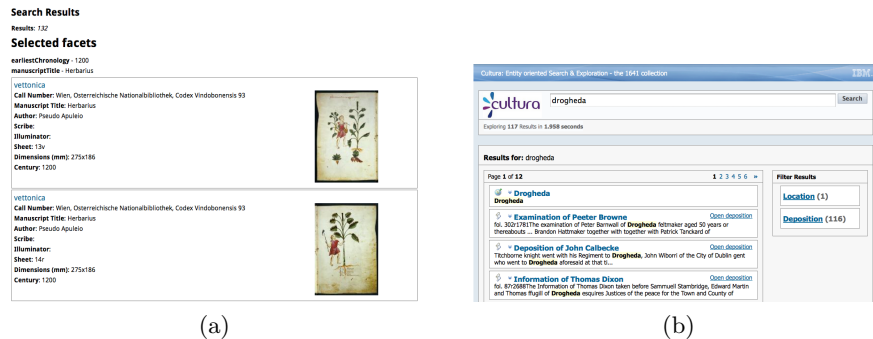 Search Results
Results: 132
Selected facets
earliestChronology - 1200
manuscriptTitle - Herbarius
vettonica
Call Number: Wien, Osterreichische Nationalbibliothek, Codex Vindobonensis 93
Manuscript Title: Herbarius
Author: Pseudo Apuleio
Scribe:
Illuminator:
Sheet: 13v
Dimensions (mm): 275x186
Century: 1200
vettonica
Call Number: Wien, Osterreichische Nationalbibliothek, Codex Vindobonensis 93
Manuscript Title: Herbarius
Author: Pseudo Apuleio
Scribe:
Illuminator:
Sheet: 14r
Dimensions (mm): 275x186
Century: 1200
(a)
Cultura: Entity oriented Search & Exploration - the 1641 collection
IBM
cultura
drogheda
Search
Exploring 117 Results in 1.958 seconds
Results for: drogheda
Page 1 of 12
1 2 3 4 5 6 »
Drogheda
Drogheda
Examination of Peeter Browne
Open deposition
fol. 302r1781The examination of Peter Barnwall of Drogheda feltmaker aged 50 years or
thereabouts ... Brandon Hattmaker together with together with Patrick Tanckard of
Deposition of John Calbecke
Open deposition
Titchborne knight went with his Regiment to Drogheda, John Wiborri of the City of Dublin gent
who went to Drogheda aforesaid at that ti...
Information of Thomas Dixon
Open deposition
fol. 87r2688The Information of Thomas Dixon taken before Sammuell Stambridge, Edward Martin
and Thomas ffugill of Drogheda esquires Justices of the peace for the Town and County of
Filter Results
Location (1)
Deposition (116)
(b)